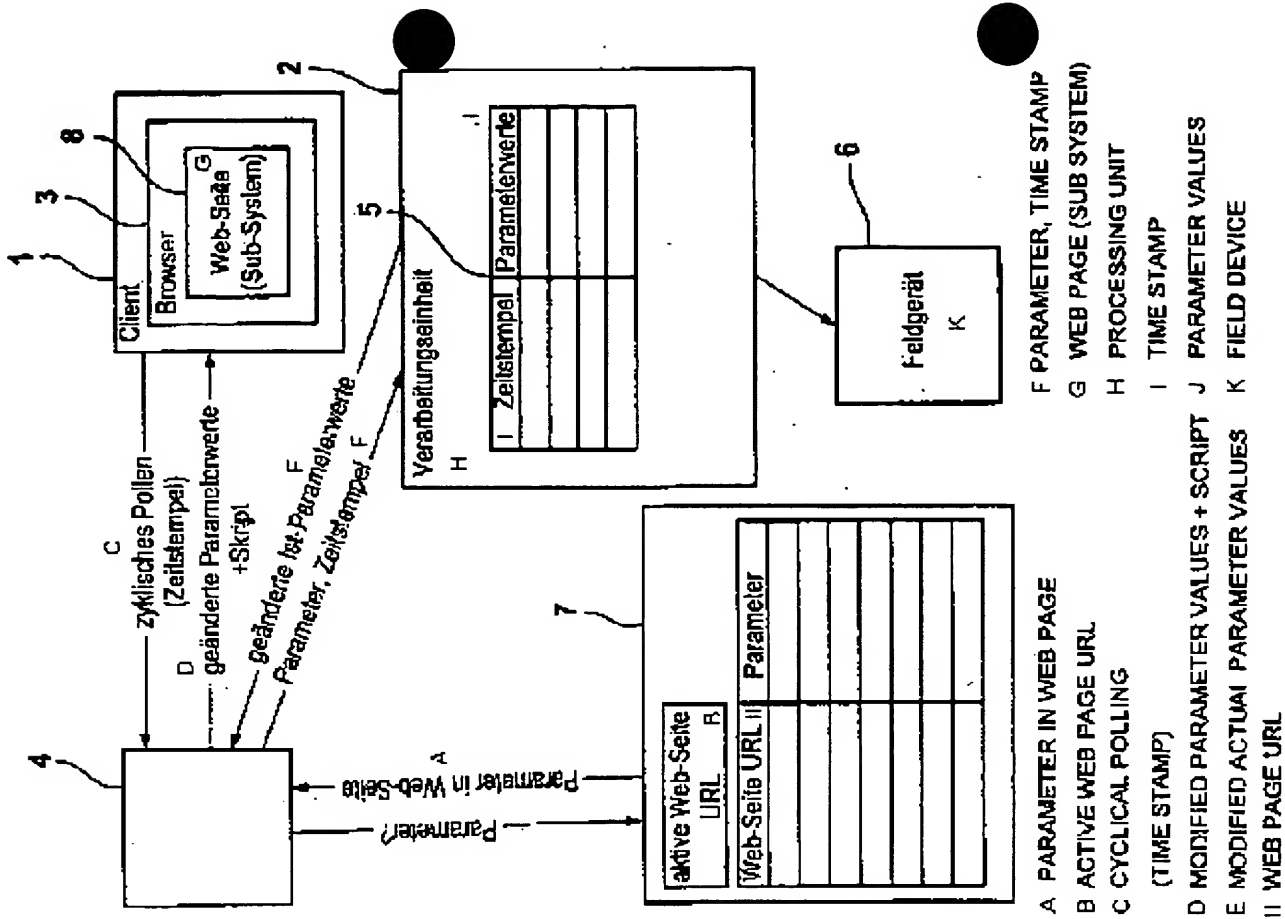 1
3
8
Client
Browser
G
Web-Seite
(Sub-System)
C
zyklisches Pollen
(Zeitstempel)
D
geänderte Parameterwerte
+Skript
4
geänderte Ist-Parameterwerte
F
Parameter, Zeitstempel F
2
Verarbeitungseinheit
H
5
J
I Zeitstempel
Parameterwerte
A
Parameter in Web-Seite
Parameter?
7
aktive Web-Seite
URL
B
Web-Seite URL II
Parameter
6
Feldgerät
K
A PARAMETER IN WEB PAGE
B ACTIVE WEB PAGE URL
C CYCLICAL POLLING
(TIME STAMP)
D MODIFIED PARAMETER VALUES + SCRIPT
E MODIFIED ACTUAL PARAMETER VALUES
II WEB PAGE URL
F PARAMETER, TIME STAMP
G WEB PAGE (SUB SYSTEM)
H PROCESSING UNIT
I TIME STAMP
J PARAMETER VALUES
K FIELD DEVICE